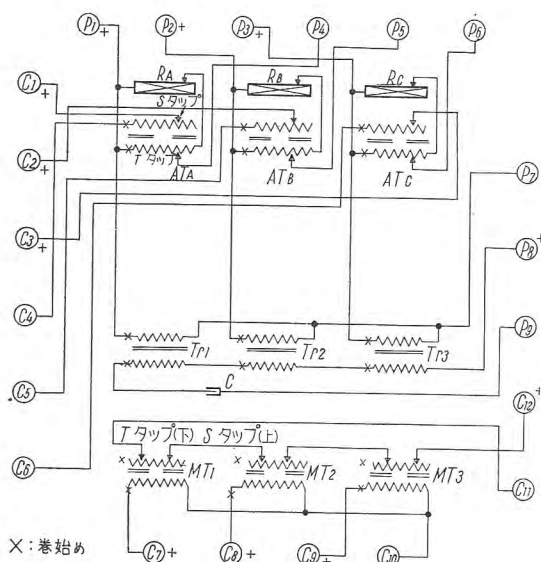 P1 + P2 + P3 + P4 P5 P6
RA RB RC
C1 + Sタップ
C2 +
Tタップ
ATA ATB ATC
P7
C3 +
P8 +
C4
P9
Tr1 Tr2 Tr3
C5
C
C12 +
Tタップ(下) Sタップ(上)
C6
MT1 MT2 MT3
C11
X:巻始め
C7 + C8 + C9 + C10